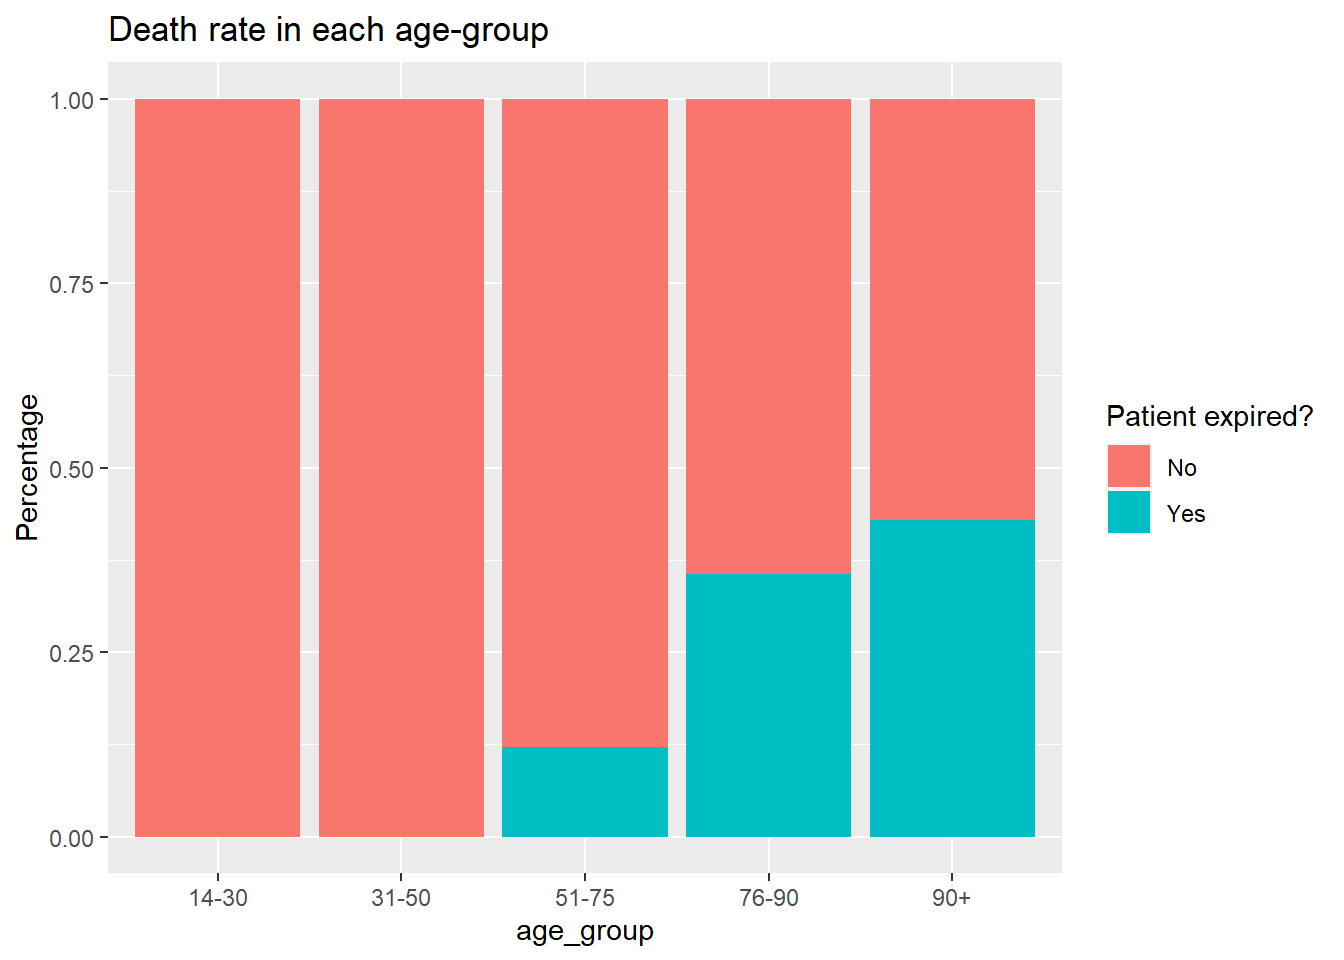 Death rate in each age-group
Percentage
1.00
0.75
0.50
0.25
0.00
14-30 31-50 51-75 76-90 90+
age_group
Patient expired?
No
Yes